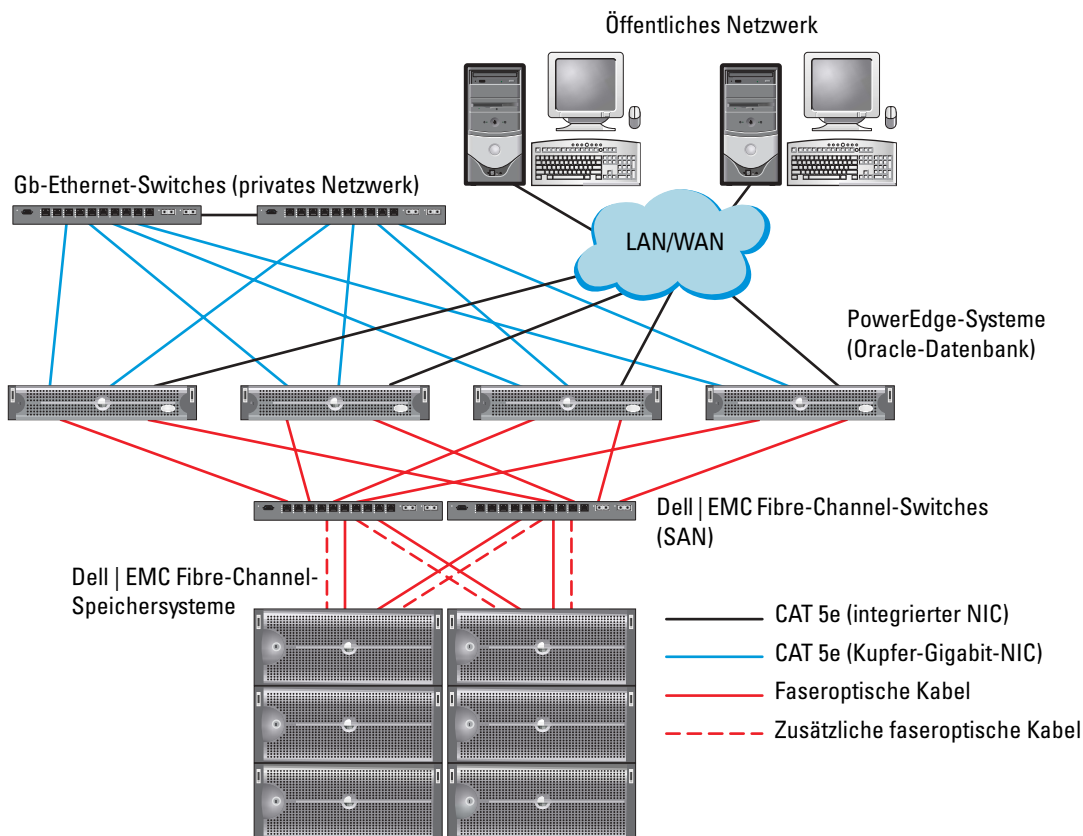 Öffentliches Netzwerk
Gb-Ethernet-Switches (privates Netzwerk)
LAN/WAN
PowerEdge-Systeme
(Oracle-Datenbank)
Dell | EMC Fibre-Channel-Switches
(SAN)
Dell | EMC Fibre-Channel-
Speichersysteme
CAT 5e (integrierter NIC)
CAT 5e (Kupfer-Gigabit-NIC)
Faseroptische Kabel
Zusätzliche faseroptische Kabel